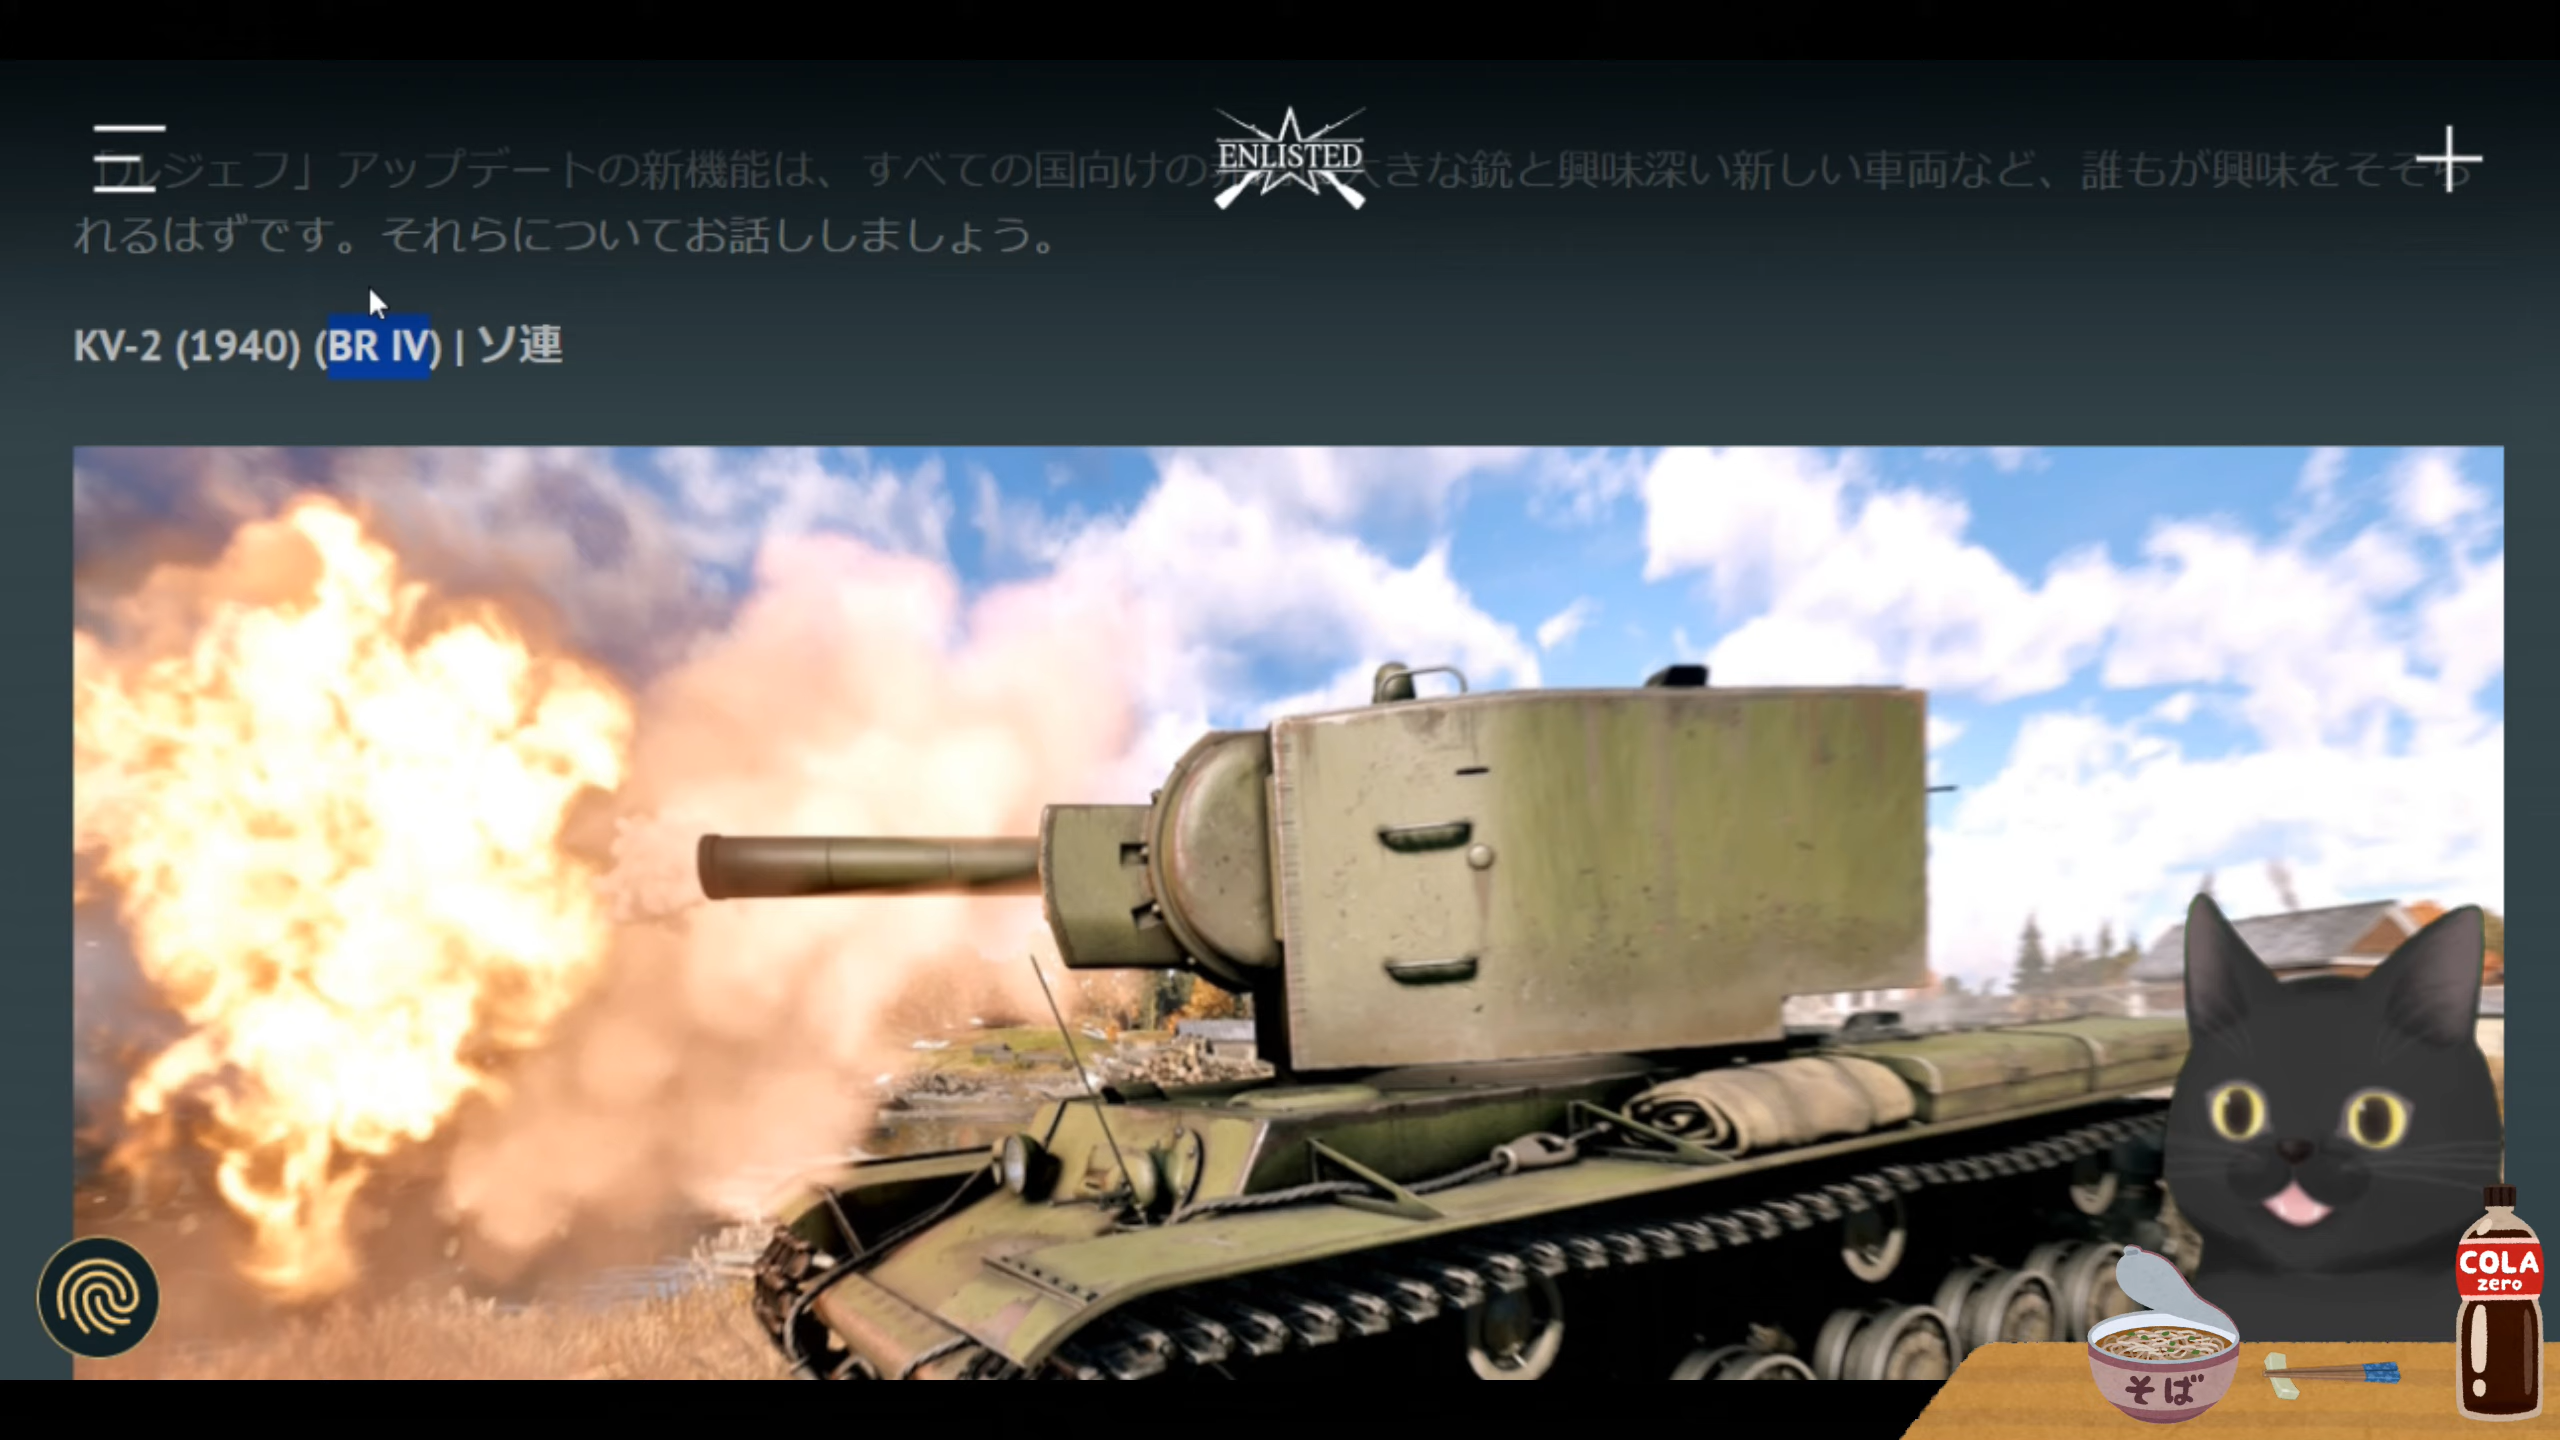 ENLISTED
ルジェフ」アップデートの新機能は、すべての国向けの 大きな銃と興味深い新しい車両など、誰もが興味をそそら
れるはずです。それらについてお話ししましょう。
KV-2 (1940) (BR IV) | ソ連
COLA
zero
そば